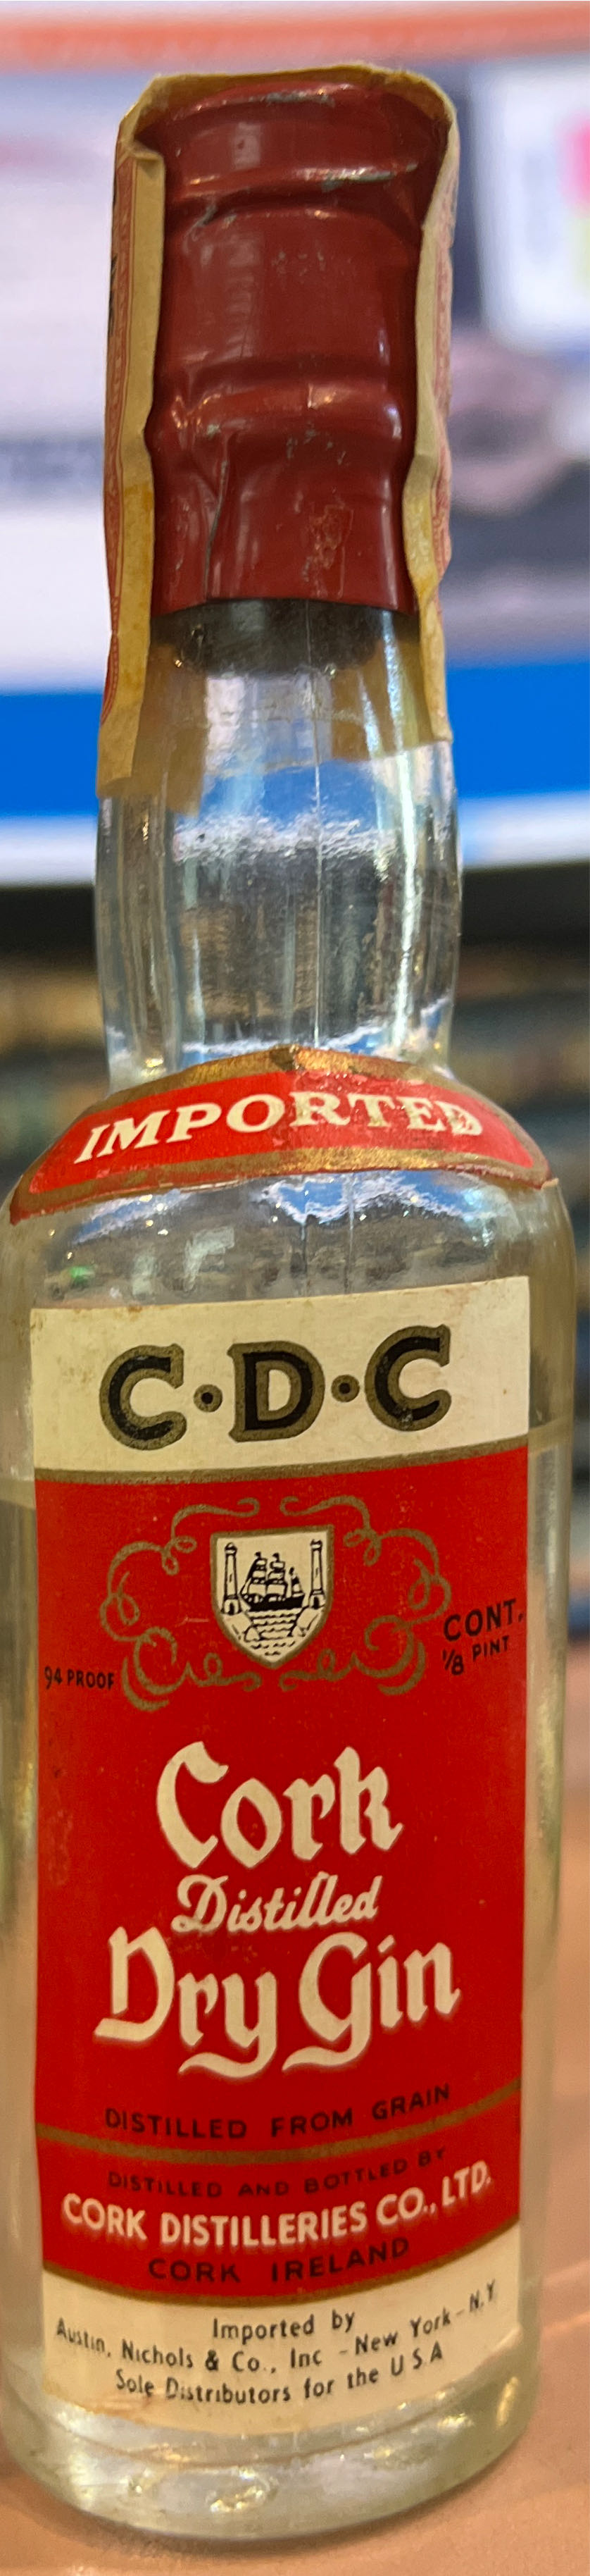 IMPORTED
C·D·C
CONT.
1/8 PINT
94 PROOF
Cork
Distilled
Dry Gin
DISTILLED FROM GRAIN
DISTILLED AND BOTTLED BY
CORK DISTILLERIES CO., LTD.
CORK IRELAND
Imported by
Austin, Nichols & Co., Inc - New York - N.Y.
Sole Distributors for the U S A